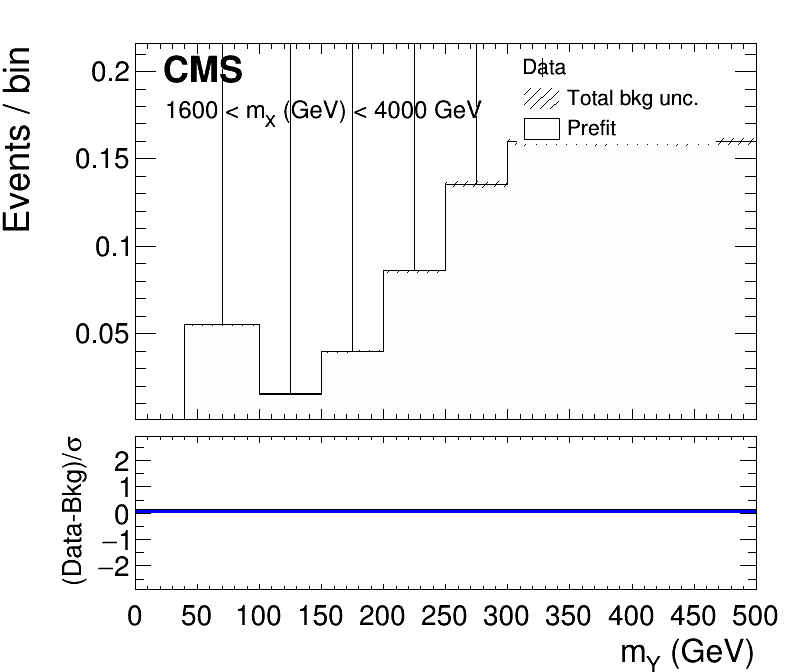 Events / bin
0.2
0.15
0.1
0.05
CMS
1600 < mX (GeV) < 4000 GeV
Data
Total bkg unc.
Prefit
(Data-Bkg)/σ
2
1
0
−1
−2
0 50 100 150 200 250 300 350 400 450 500
mY (GeV)